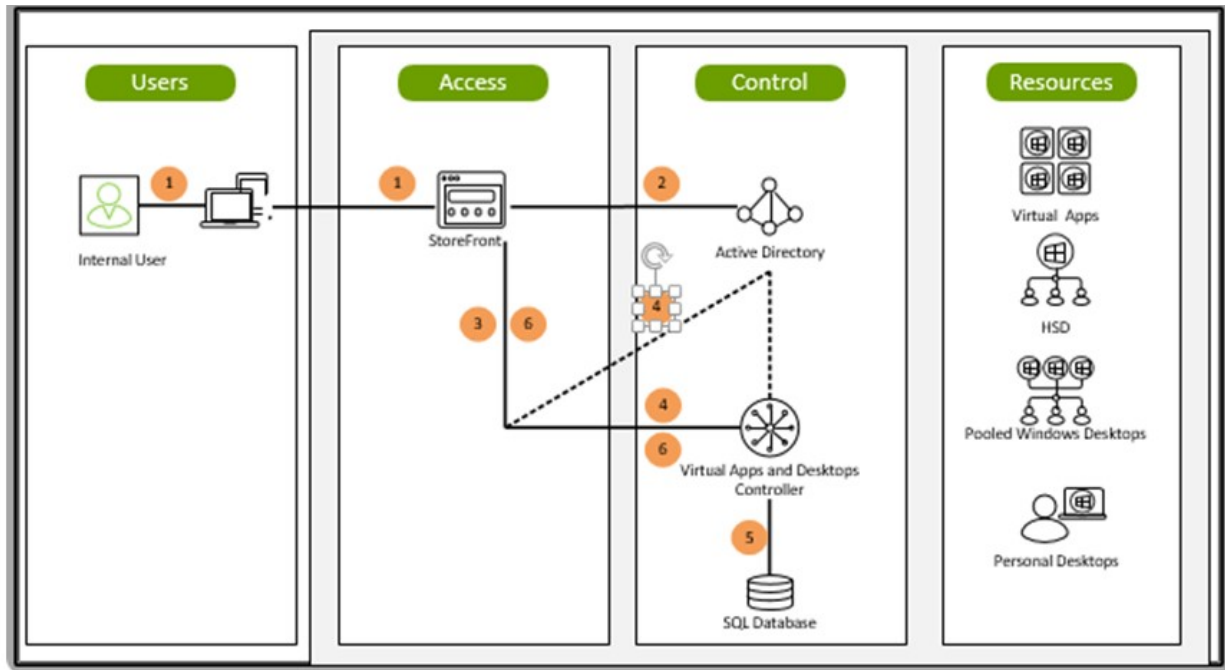 Users
Access
Control
Resources
1
1
2
Internal User
StoreFront
Active Directory
Virtual Apps
3
6
4
HSD
4
6
Pooled Windows Desktops
Virtual Apps and Desktops
Controller
5
Personal Desktops
SQL Database